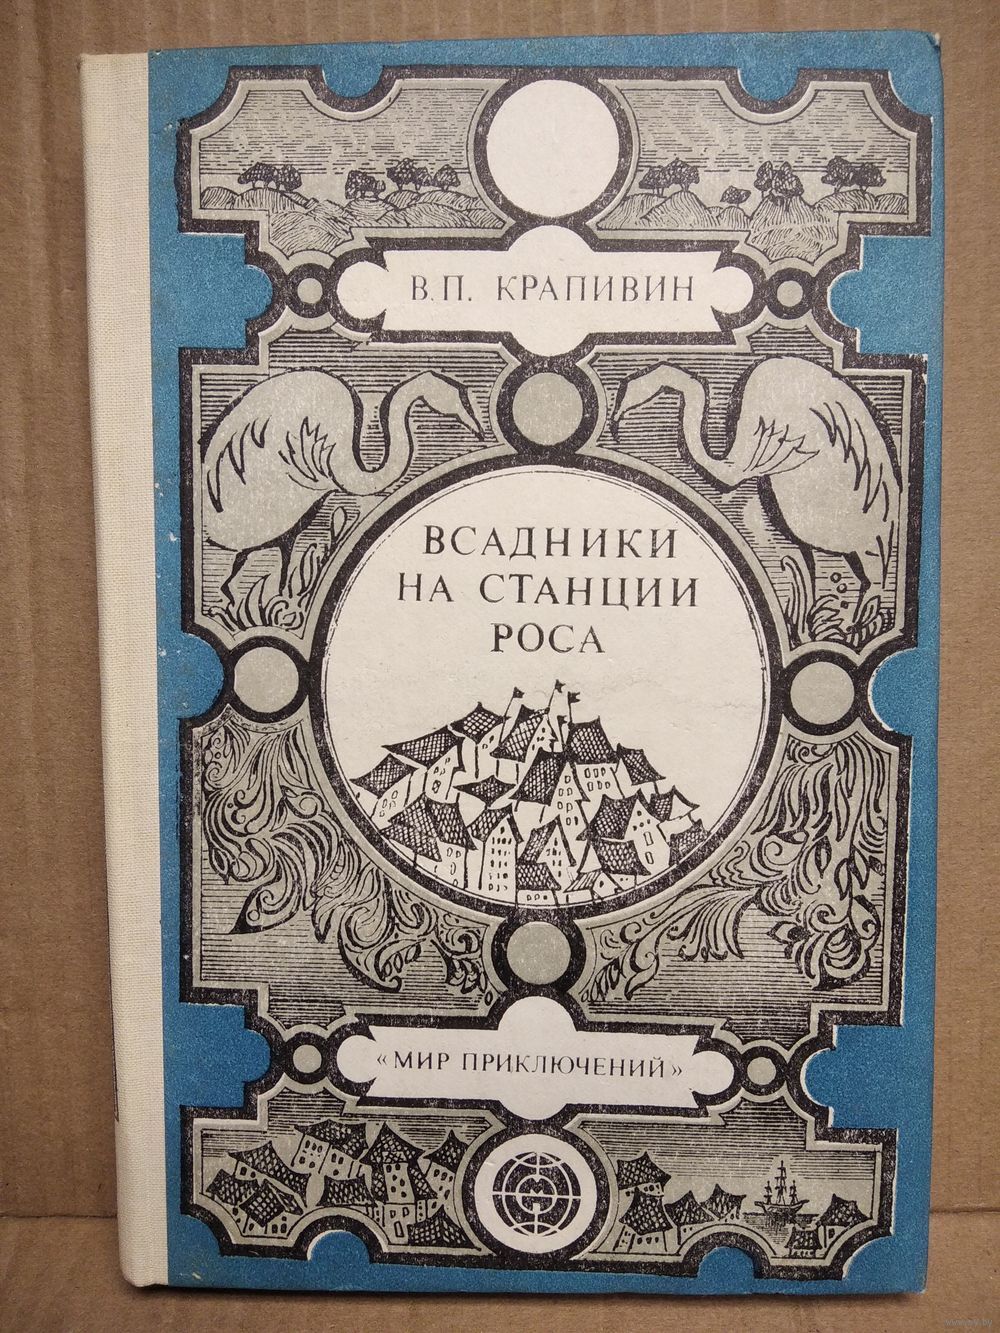 В.П. КРАПИВИН
ВСАДНИКИ
НА СТАНЦИИ
РОСА
«МИР ПРИКЛЮЧЕНИЙ»